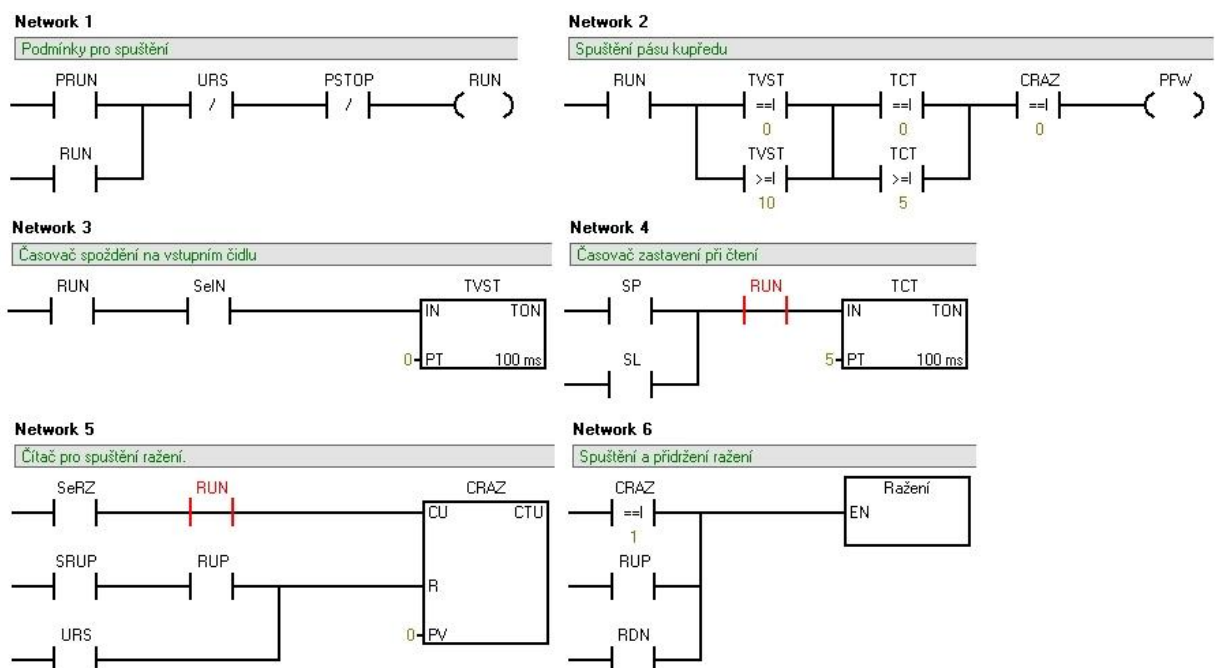 Network 1
Podmínky pro spuštění
PRUN URS PSTOP RUN
/ /
RUN
Network 2
Spuštění pásu kupředu
RUN TVST TCT CRAZ PFW
==I ==I ==I
0 0 0
TVST TCT
>=I >=I
10 5
Network 3
Časovač spoždění na vstupním čidlu
RUN SeIN TVST
IN TON
0 PT 100 ms
Network 4
Časovač zastavení při čtení
SP RUN TCT
IN TON
5 PT 100 ms
SL
Network 5
Čítač pro spuštění ražení.
SeRZ RUN CRAZ
CU CTU
SRUP RUP
R
URS
0 PV
Network 6
Spuštění a přidržení ražení
CRAZ Ražení
==I EN
1
RUP
RDN